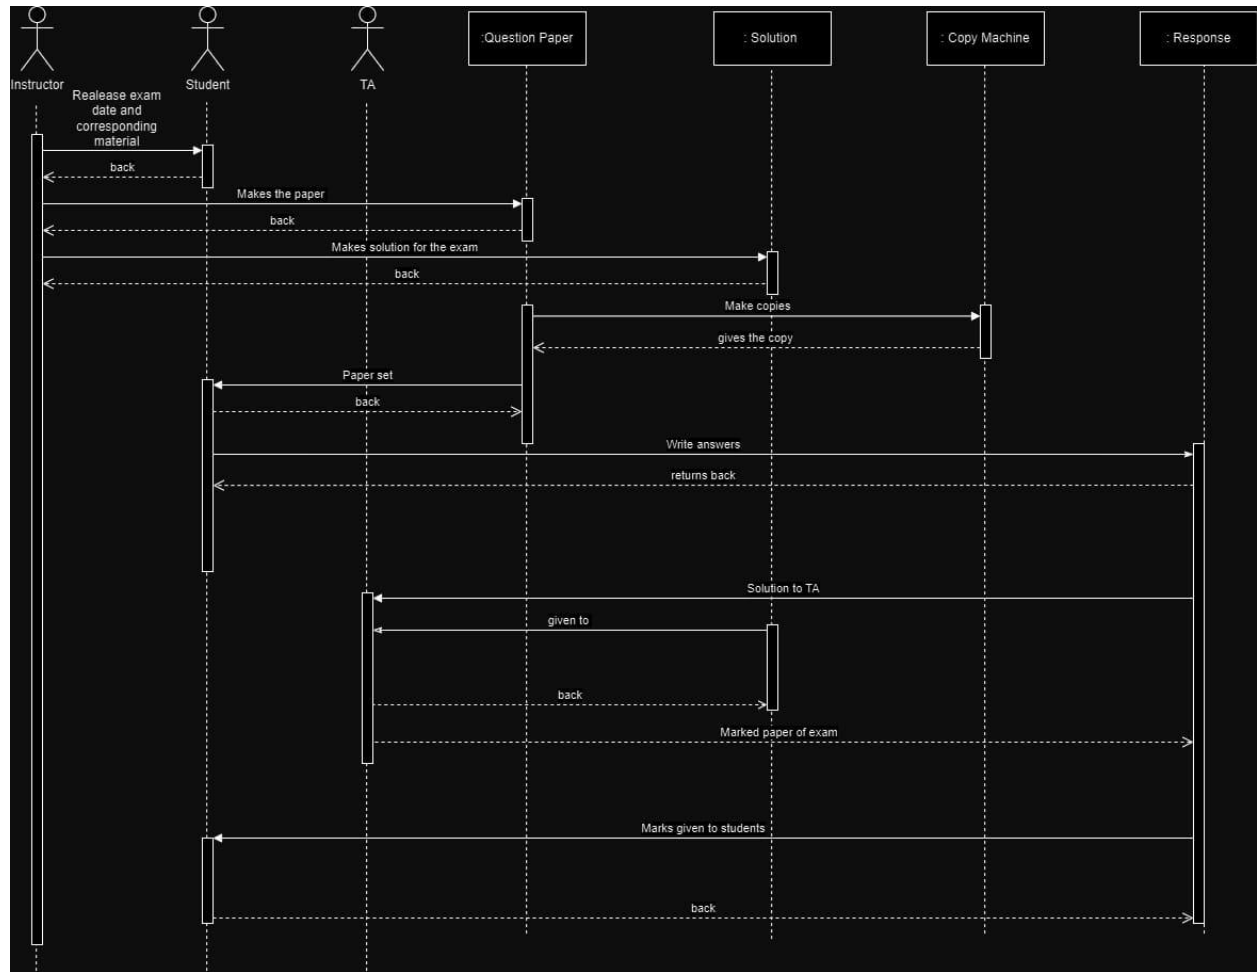 :Question Paper
: Solution
: Copy Machine
: Response
Instructor
Student
TA
Realease exam
date and
corresponding
material
back
Makes the paper
back
Makes solution for the exam
back
Make copies
gives the copy
Paper set
back
Write answers
returns back
Solution to TA
given to
back
Marked paper of exam
Marks given to students
back